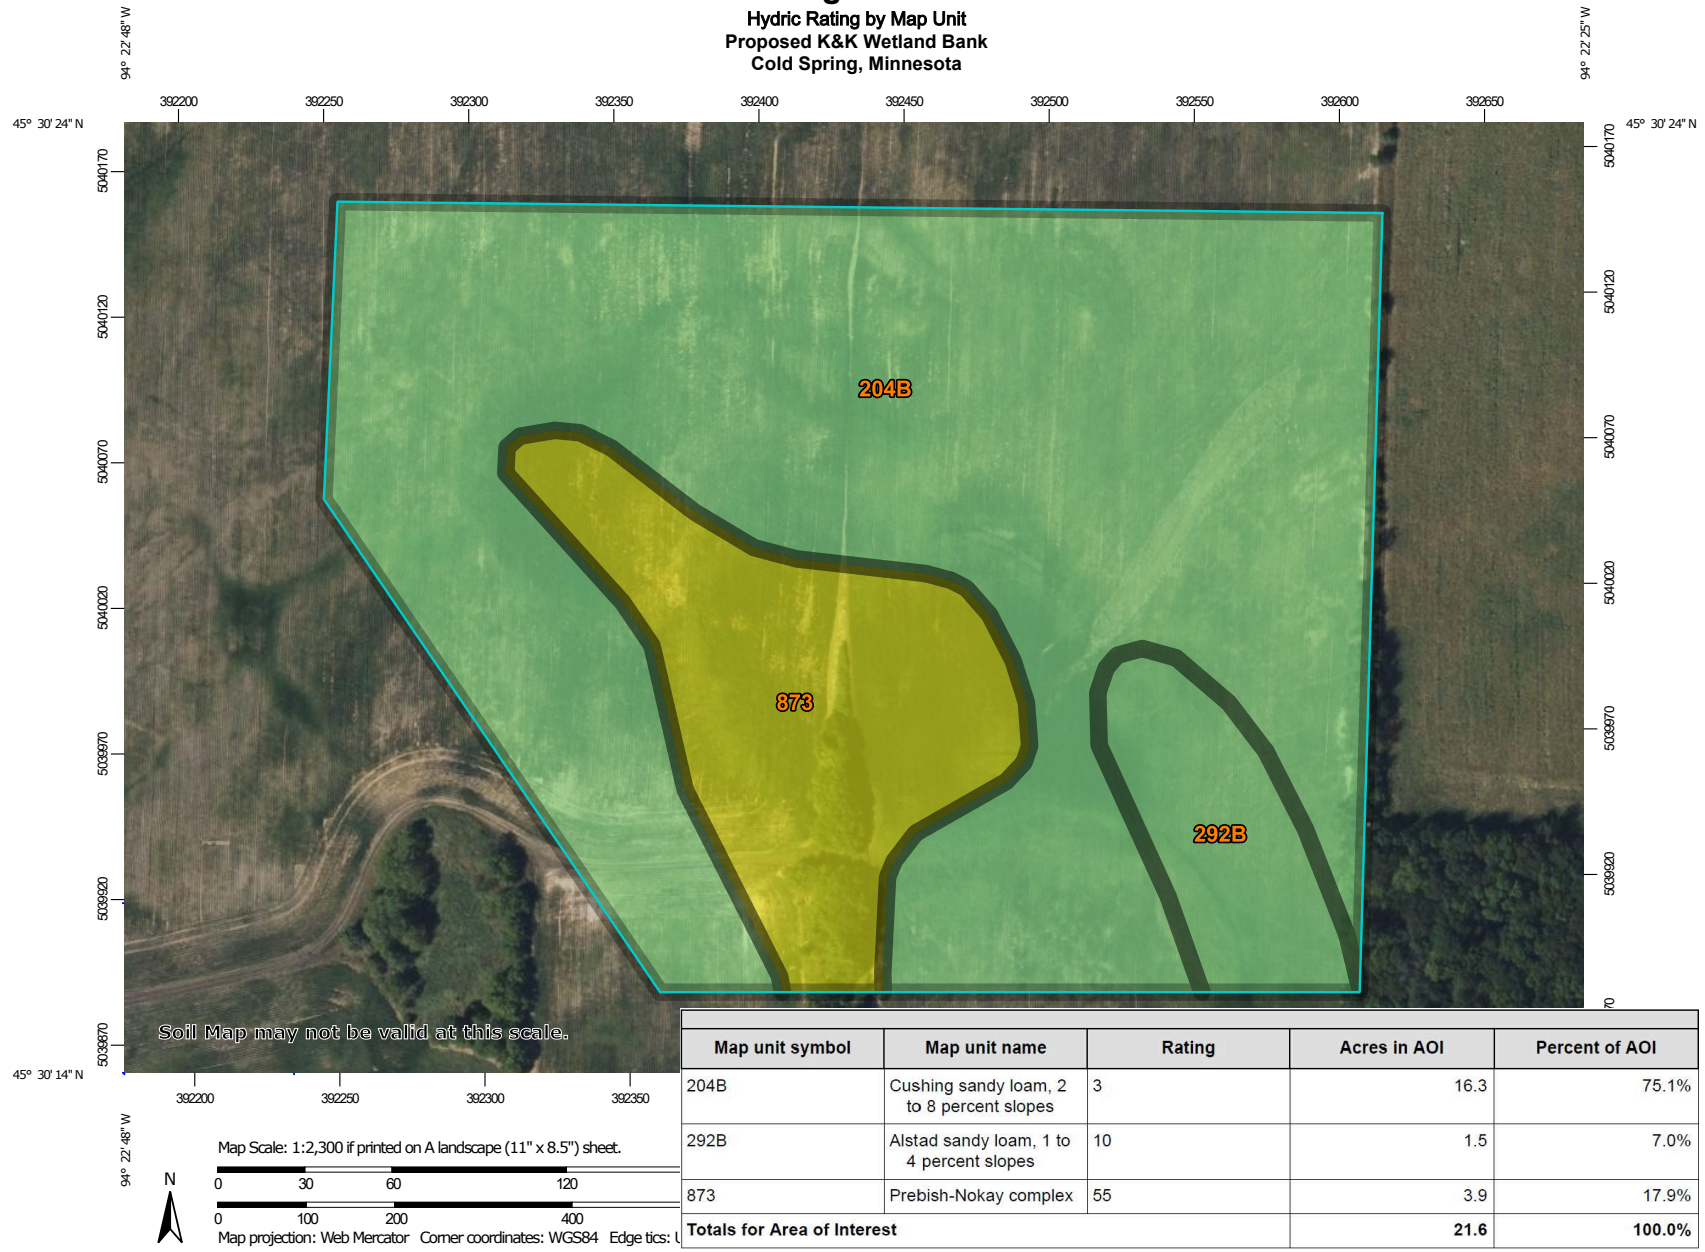 Hydric Rating by Map Unit
Proposed K&K Wetland Bank
Cold Spring, Minnesota
94° 22' 48" W
94° 22' 25" W
392200 392250 392300 392350 392400 392450 392500 392550 392600 392650
45° 30' 24" N
45° 30' 24" N
5040170
5040120
5040070
5040020
5039970
5039920
5039870
5040170
5040120
5040070
5040020
5039970
5039920
204B
873
292B
Soil Map may not be valid at this scale.
45° 30' 14" N
392200 392250 392300 392350
94° 22' 48" W
Map Scale: 1:2,300 if printed on A landscape (11" x 8.5") sheet.
N
0 30 60 120
0 100 200 400
Map projection: Web Mercator Corner coordinates: WGS84 Edge tics:
Map unit symbol Map unit name Rating Acres in AOI Percent of AOI
204B Cushing sandy loam, 2 3 16.3 75.1%
to 8 percent slopes
292B Alstad sandy loam, 1 to 10 1.5 7.0%
4 percent slopes
873 Prebish-Nokay complex 55 3.9 17.9%
Totals for Area of Interest 21.6 100.0%